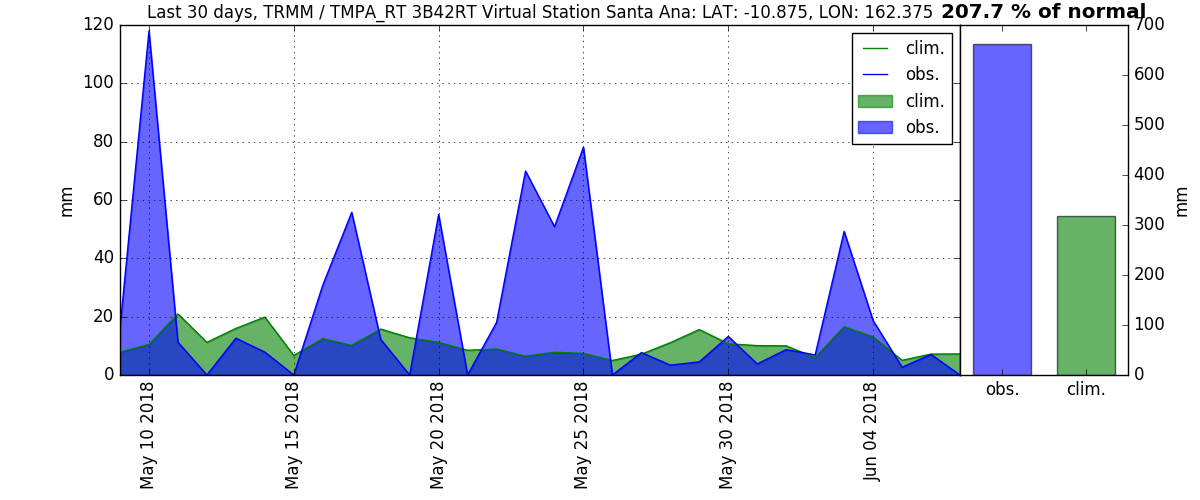 Last 30 days, TRMM / TMPA_RT 3B42RT Virtual Station Santa Ana: LAT: -10.875, LON: 162.375 207.7 % of normal
120
100
80
60
40
20
0
mm
clim.
obs.
clim.
obs.
700
600
500
400
300
200
100
0
mm
obs. clim.
May 10 2018
May 15 2018
May 20 2018
May 25 2018
May 30 2018
Jun 04 2018